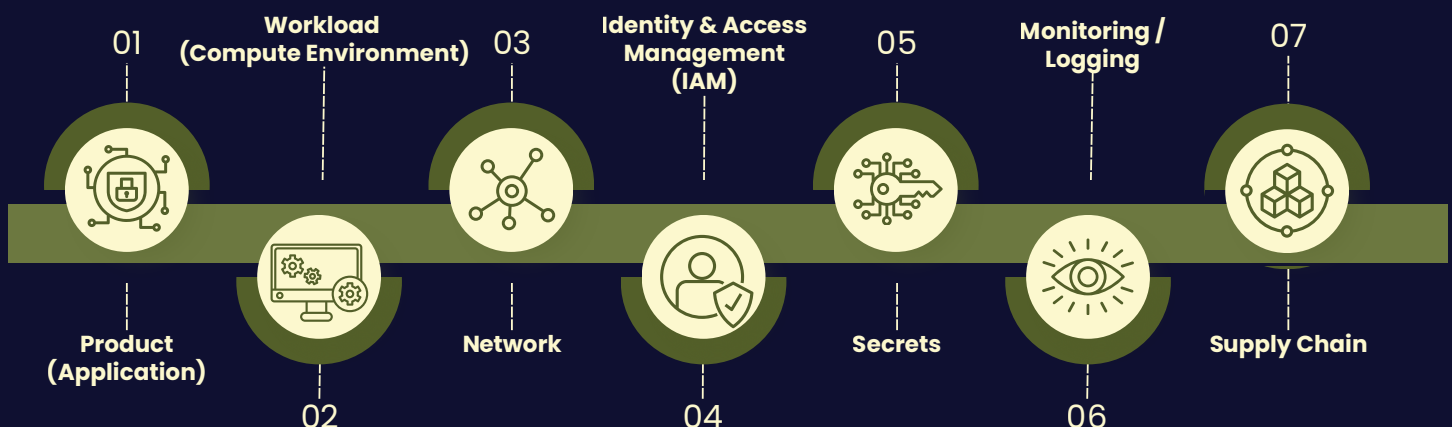 01
Product
(Application)
Workload
(Compute Environment)
02
03
Network
Identity & Access
Management
(IAM)
04
05
Secrets
Monitoring /
Logging
06
07
Supply Chain